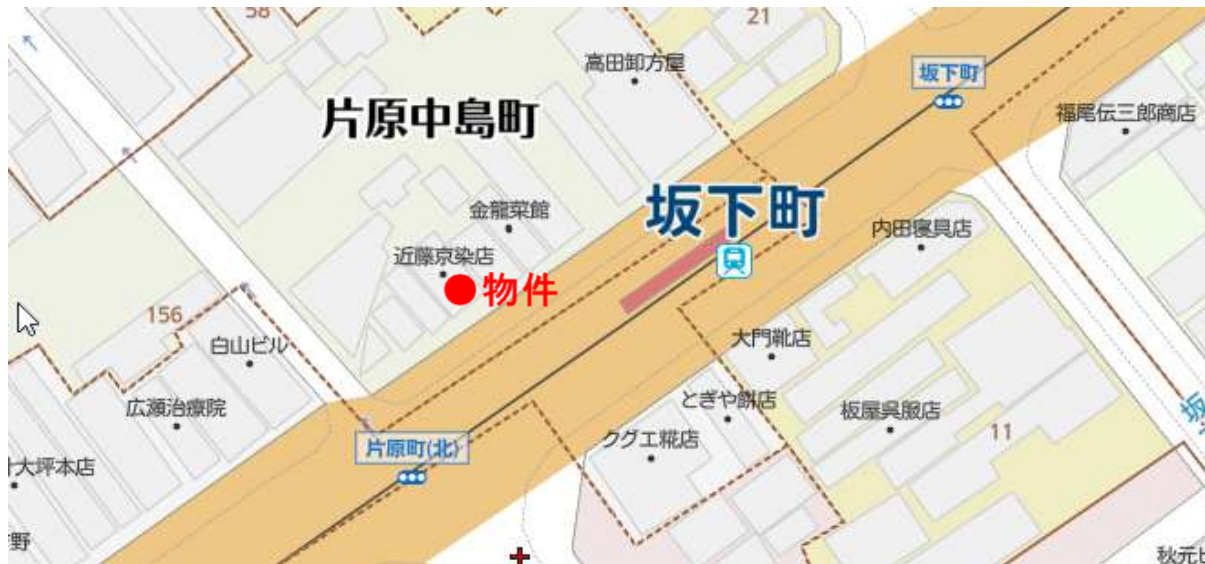 58
21
高田卸方屋
坂下町
片原中島町
福尾伝三郎商店
金龍菜館
坂下町
内田寝具店
近藤京染店
物件
156
白山ビル
大門靴店
広瀬治療院
とぎや餅店
板屋呉服店
坂
クグエ糀店
11
片原町(北)
大坪本店
野
秋元ビ